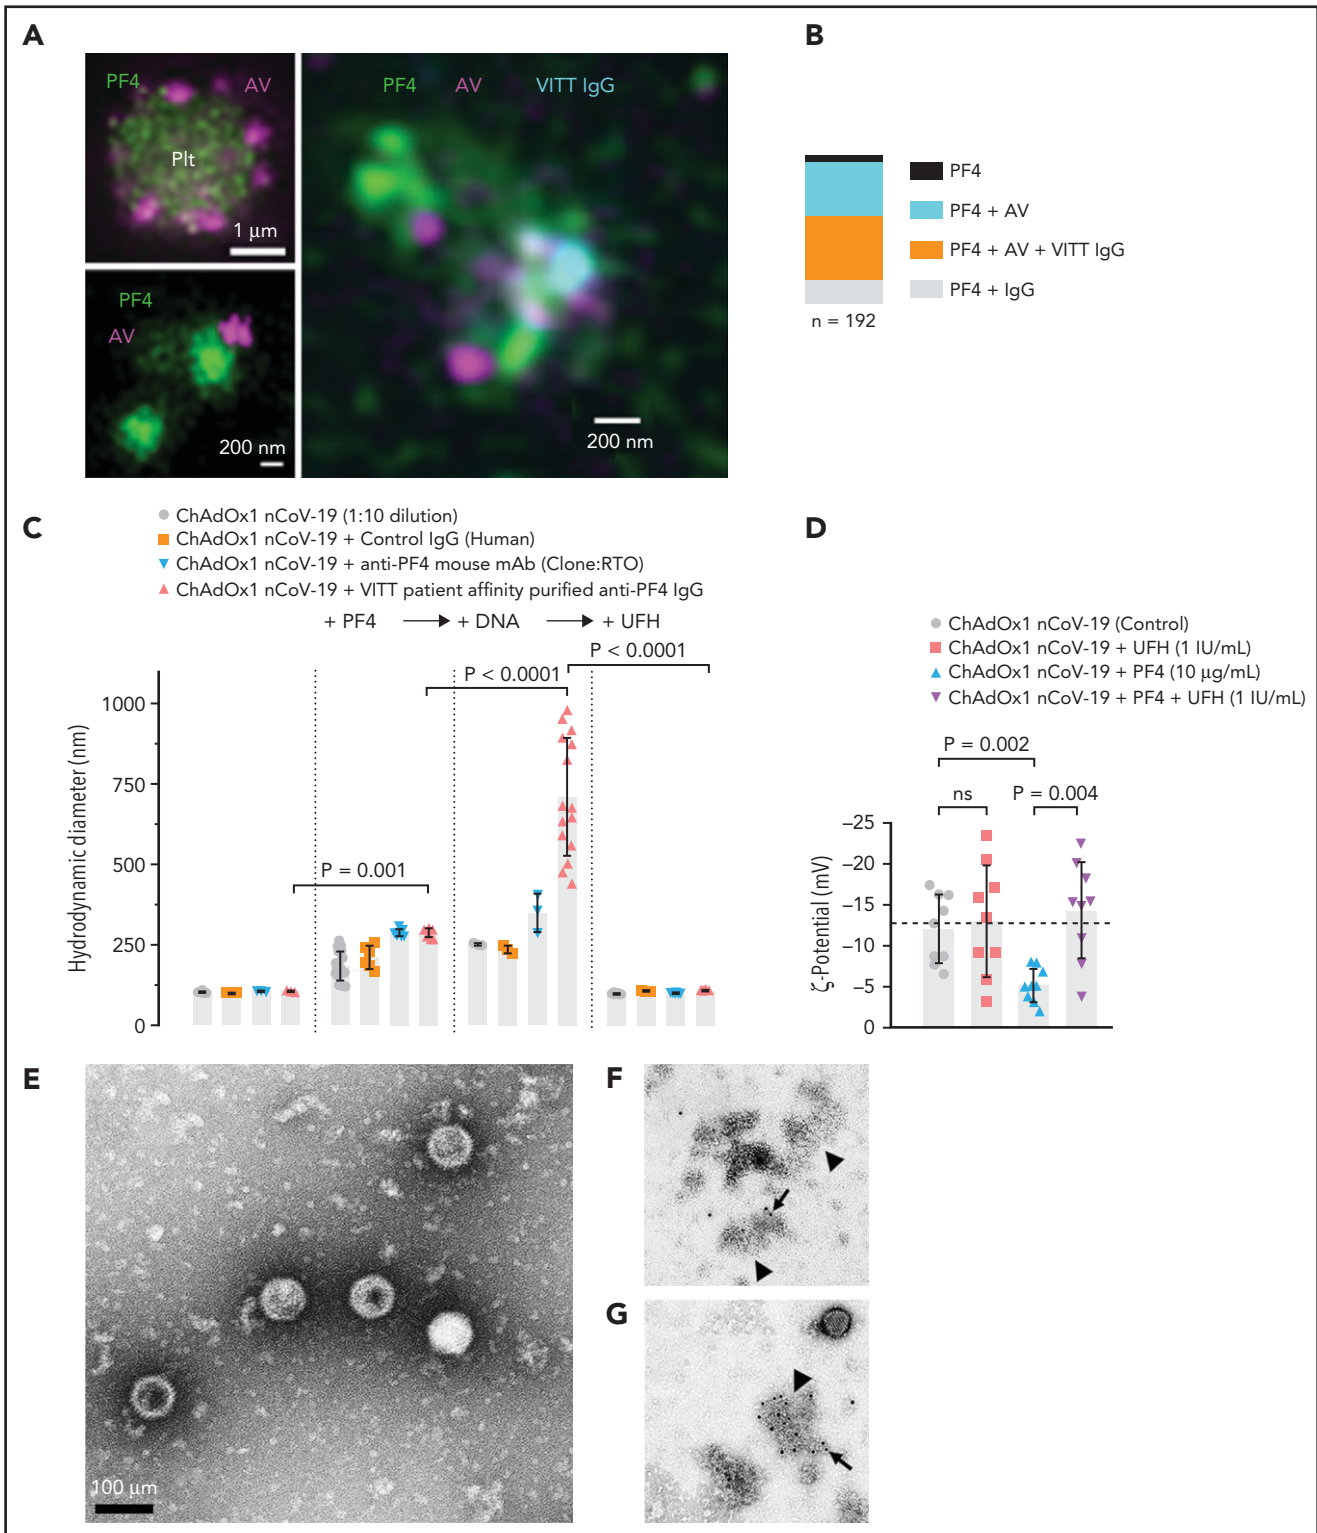 A
PF4
AV
Plt
1 μm
PF4
AV
200 nm
PF4
AV
VITT IgG
200 nm
B
PF4
PF4 + AV
PF4 + AV + VITT IgG
PF4 + IgG
n = 192
C
ChAdOx1 nCoV-19 (1:10 dilution)
ChAdOx1 nCoV-19 + Control IgG (Human)
ChAdOx1 nCoV-19 + anti-PF4 mouse mAb (Clone:RTO)
ChAdOx1 nCoV-19 + VITT patient affinity purified anti-PF4 IgG
+ PF4
+ DNA
+ UFH
P < 0.0001
P < 0.0001
P = 0.001
Hydrodynamic diameter (nm)
1000
750
500
250
0
D
ChAdOx1 nCoV-19 (Control)
ChAdOx1 nCoV-19 + UFH (1 IU/mL)
ChAdOx1 nCoV-19 + PF4 (10 μg/mL)
ChAdOx1 nCoV-19 + PF4 + UFH (1 IU/mL)
P = 0.002
ns
P = 0.004
ζ-Potential (mV)
–25
–20
–15
–10
–5
0
E
100 μm
F
G